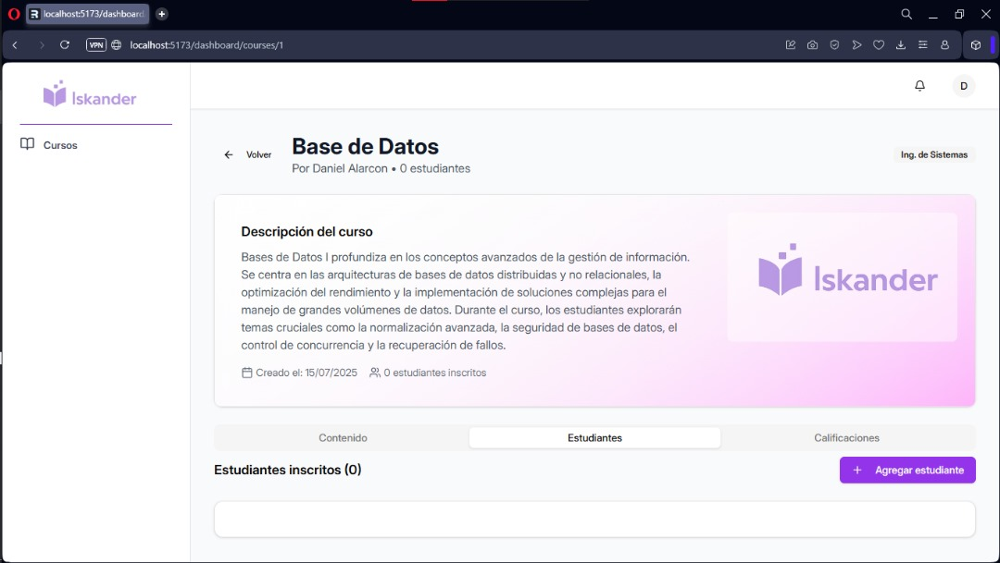 localhost:5173/dashboard
VPN
localhost:5173/dashboard/courses/1
Iskander
D
Cursos
Volver
Base de Datos
Por Daniel Alarcon • 0 estudiantes
Ing. de Sistemas
Descripción del curso
Bases de Datos I profundiza en los conceptos avanzados de la gestión de información.
Se centra en las arquitecturas de bases de datos distribuidas y no relacionales, la
optimización del rendimiento y la implementación de soluciones complejas para el
manejo de grandes volúmenes de datos. Durante el curso, los estudiantes explorarán
temas cruciales como la normalización avanzada, la seguridad de bases de datos, el
control de concurrencia y la recuperación de fallos.
Creado el: 15/07/2025 0 estudiantes inscritos
Iskander
Contenido
Estudiantes
Calificaciones
Estudiantes inscritos (0)
+ Agregar estudiante